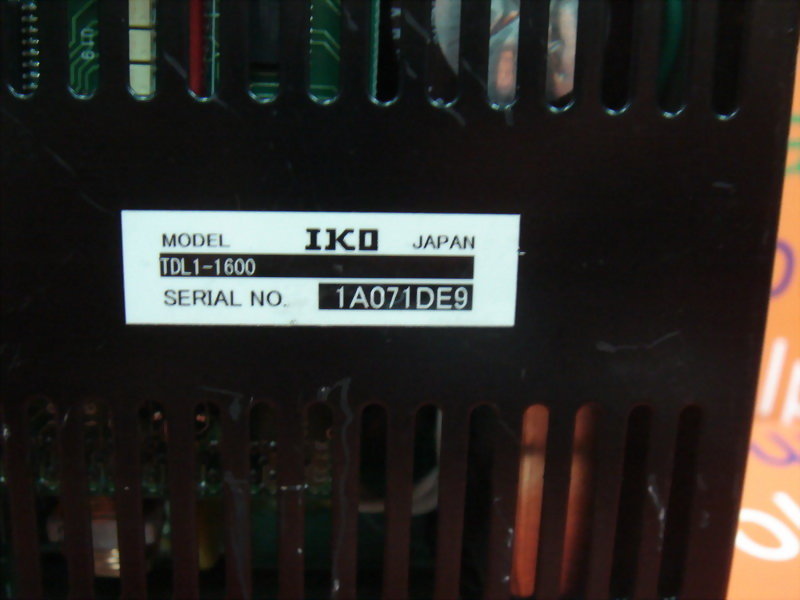 MODEL IKO JAPAN
TDL1-1600
SERIAL NO. 1A071DE9